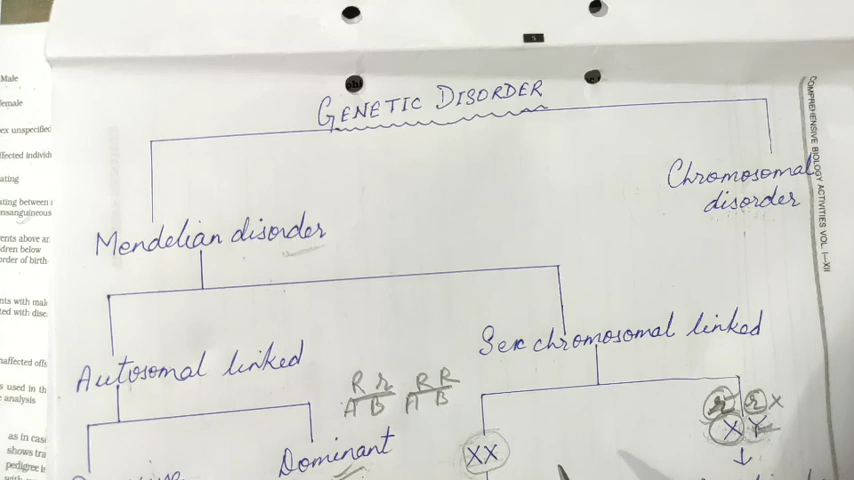 GENETIC DISORDER
Chromosomal
disorder
Mendelian disorder
Sex chromosomal linked
Autosomal linked
R r R R
A B A B
Dominant
XX
r r X
X Y
COMPREHENSIVE BIOLOGY ACTIVITIES VOL. I-XII
Male
emale
ex unspecified
ffected individ
ating
ating between
nsanguineous
ents above ar
dren below
order of birth
nts with mal
ted with dise
naffected offs
s used in th
analysis
as in cas
shows tra
pedigree is